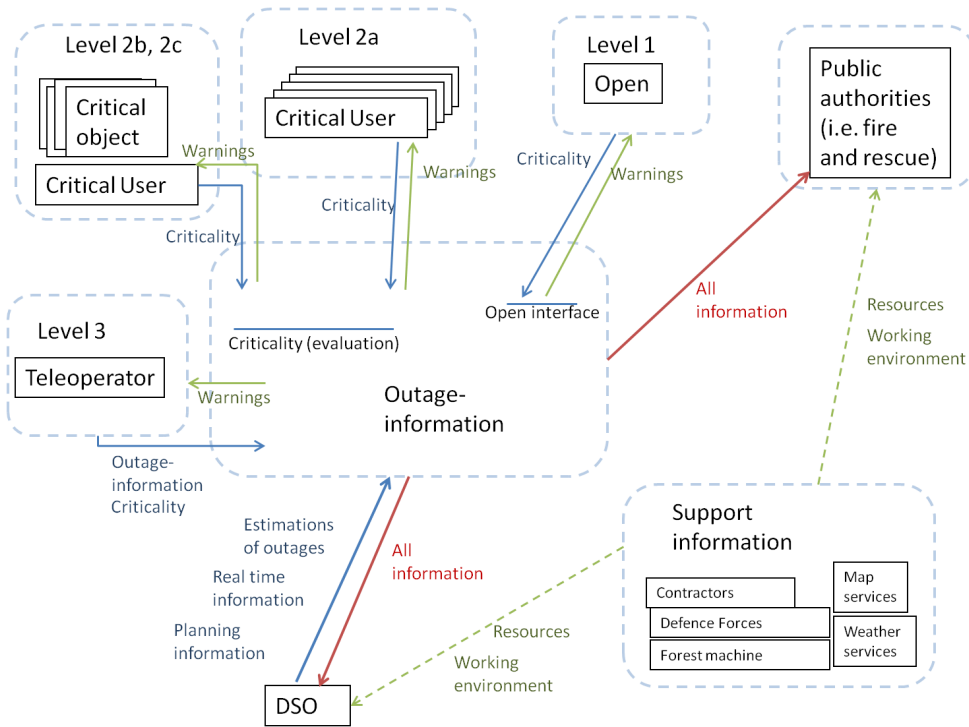 Level 2b, 2c
Critical
object
Warnings
Critical User
Criticality
Level 2a
Critical User
Warnings
Criticality
Level 1
Open
Criticality
Warnings
Public
authorities
(i.e. fire
and rescue)
All
information
Resources
Working
environment
Open interface
Criticality (evaluation)
Outage-
information
Level 3
Teleoperator
Warnings
Outage-
information
Criticality
Estimations
of outages
Real time
information
Planning
information
All
information
Resources
Working
environment
DSO
Support
information
Contractors
Defence Forces
Forest machine
Map
services
Weather
services